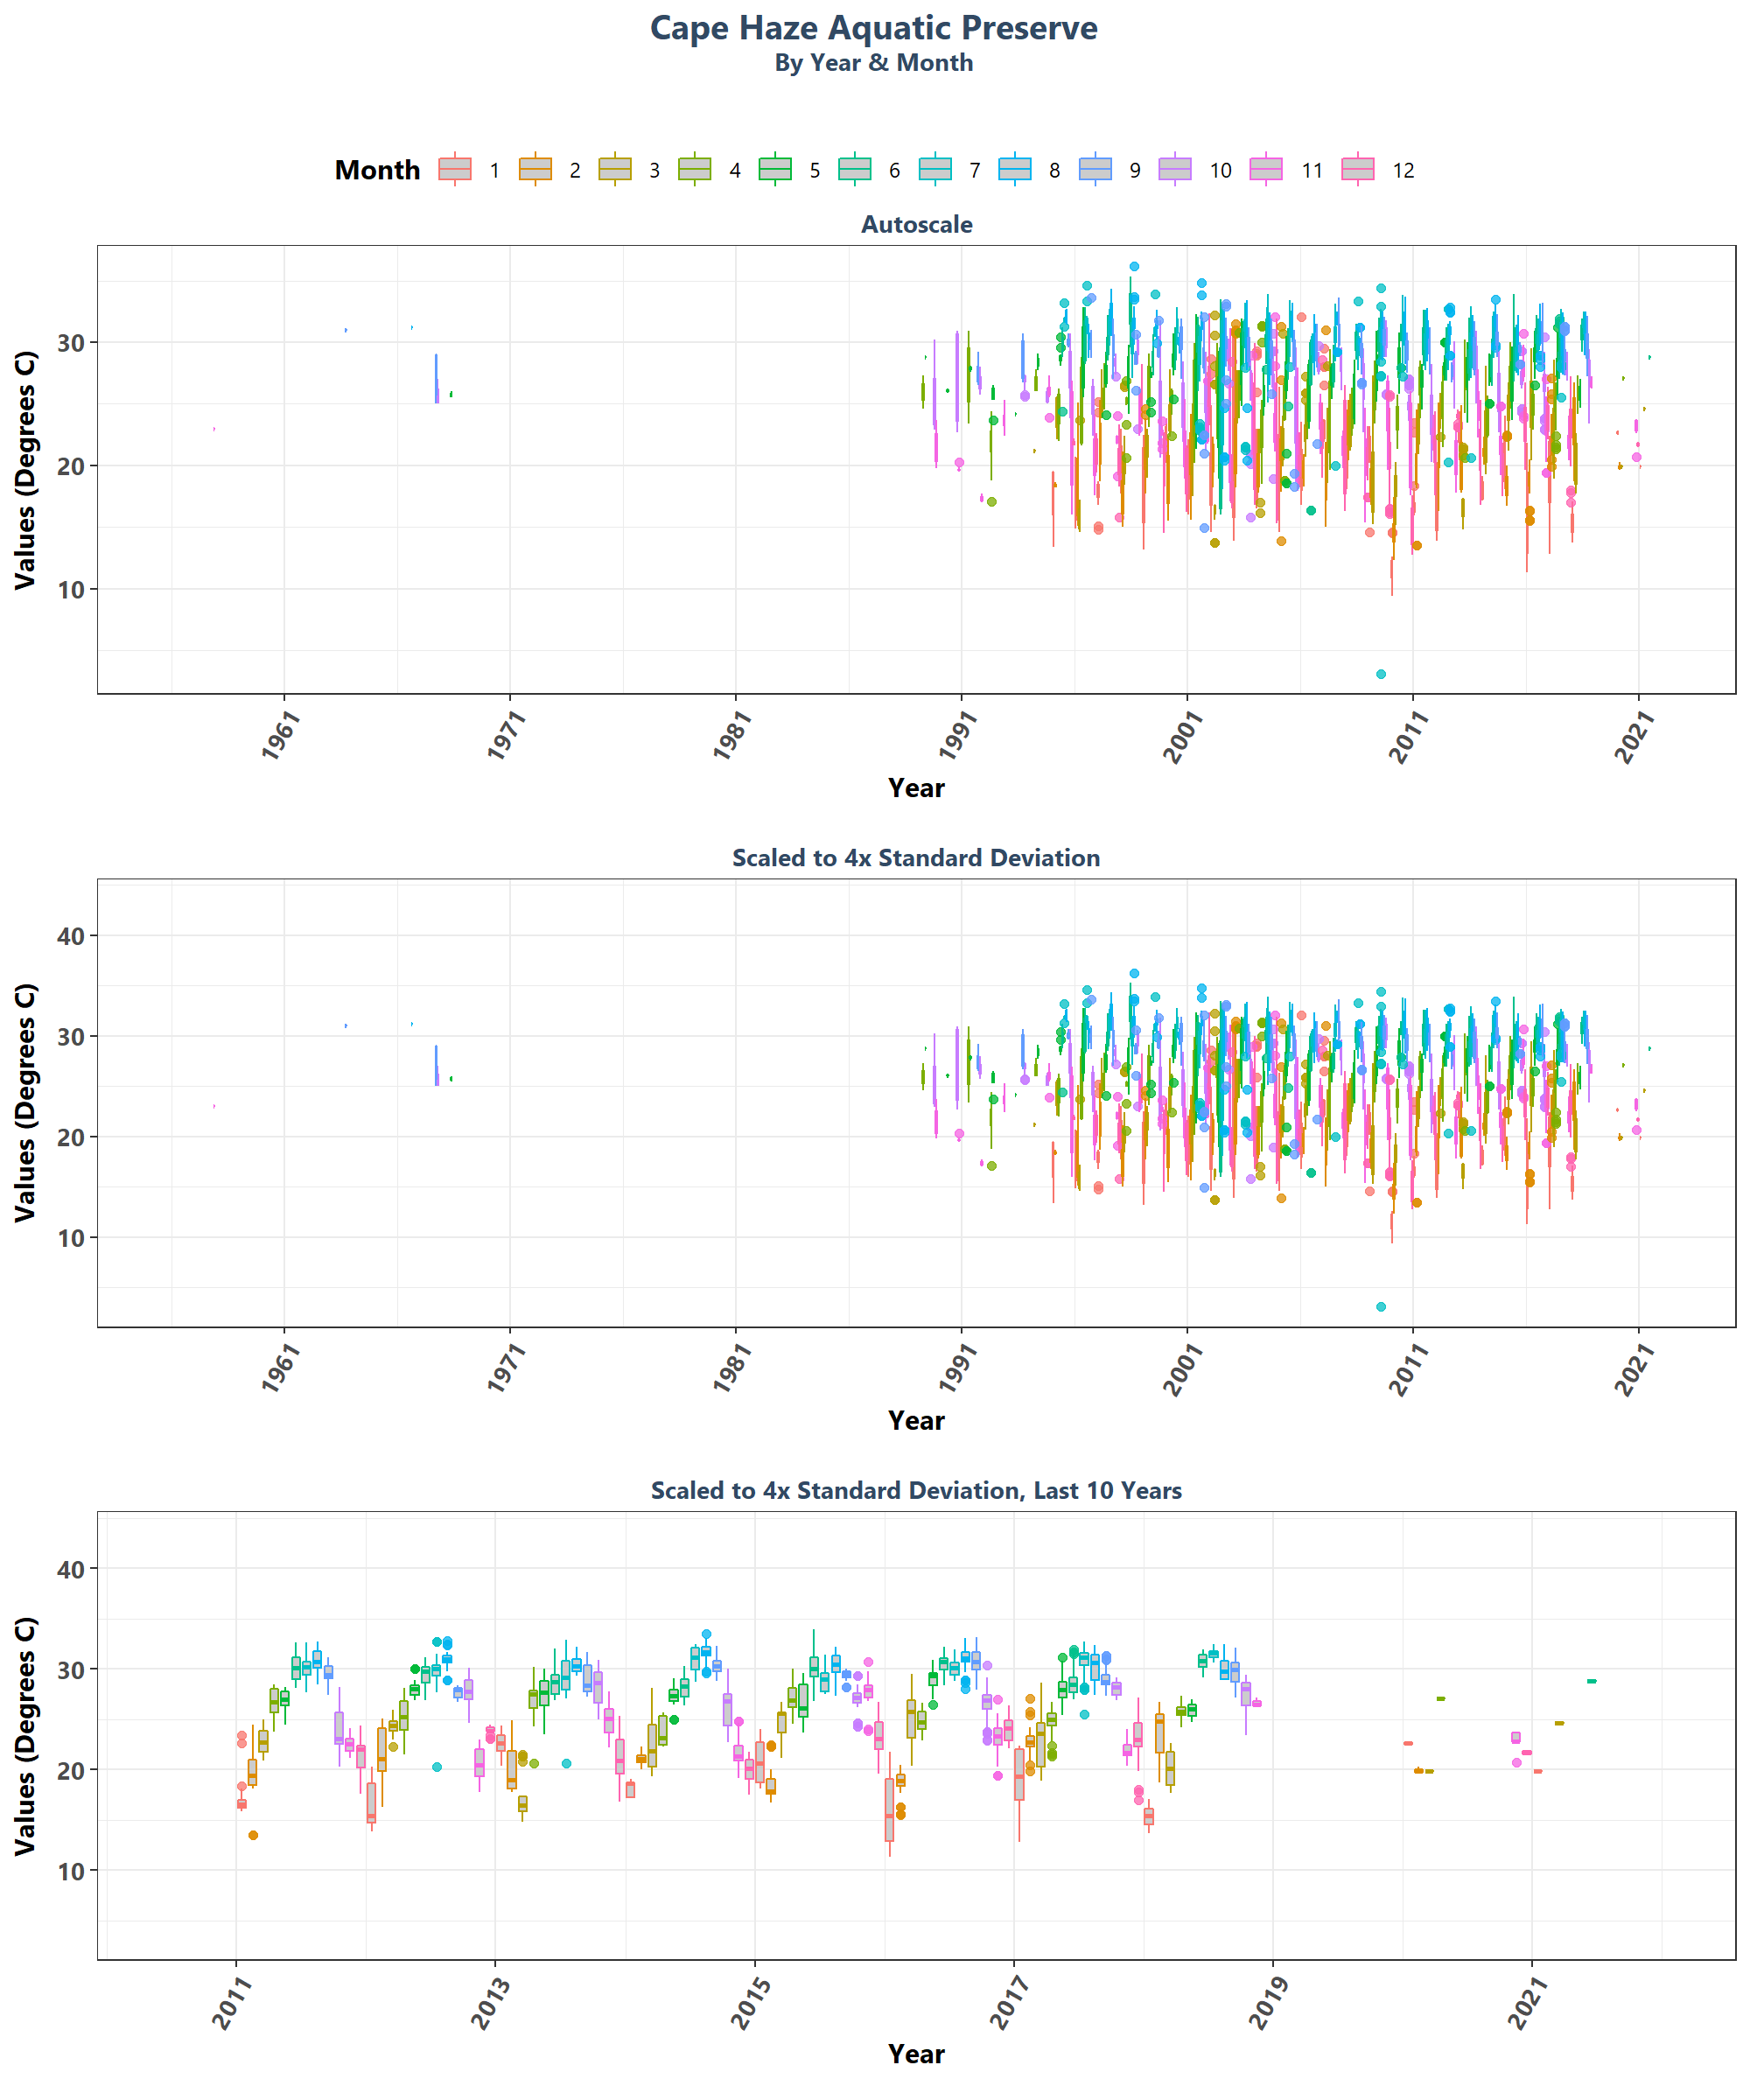 Cape Haze Aquatic Preserve
By Year & Month
Month 1 2 3 4 5 6 7 8 9 10 11 12
Autoscale
Values (Degrees C)
30
20
10
1961 1971 1981 1991 2001 2011 2021
Year
Scaled to 4x Standard Deviation
Values (Degrees C)
40
30
20
10
1961 1971 1981 1991 2001 2011 2021
Year
Scaled to 4x Standard Deviation, Last 10 Years
Values (Degrees C)
40
30
20
10
2011 2013 2015 2017 2019 2021
Year